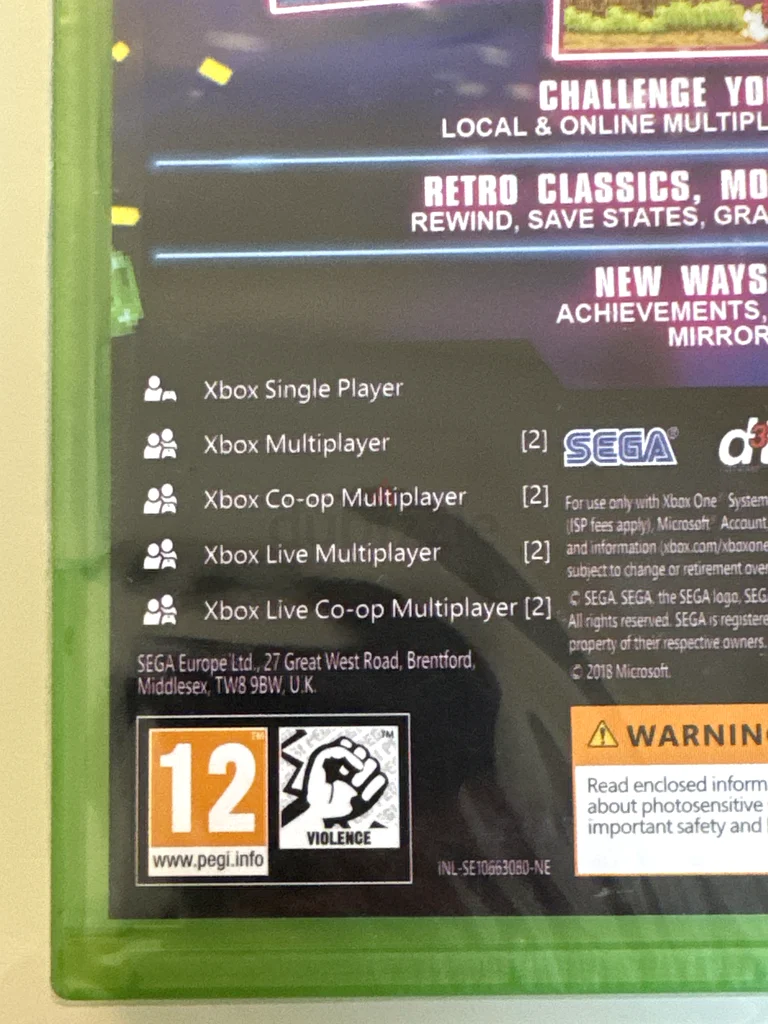 CHALLENGE YO
LOCAL & ONLINE MULTIPL
RETRO CLASSICS, MO
REWIND, SAVE STATES, GRA
NEW WAYS
ACHIEVEMENTS,
MIRROR
Xbox Single Player
Xbox Multiplayer [2]
Xbox Co-op Multiplayer [2]
Xbox Live Multiplayer [2]
Xbox Live Co-op Multiplayer [2]
SEGA®
For use only with Xbox One® System
(ISP fees apply), Microsoft® Account,
and information (xbox.com/xboxone
subject to change or retirement over
© SEGA. SEGA, the SEGA logo, SEG
All rights reserved. SEGA is registere
property of their respective owners.
© 2018 Microsoft.
SEGA Europe Ltd., 27 Great West Road, Brentford,
Middlesex, TW8 9BW, U.K.
12 ™
www.pegi.info
™
VIOLENCE
INL-SE10663080-NE
WARNIN
Read enclosed inform
about photosensitive
important safety and
dubizzle